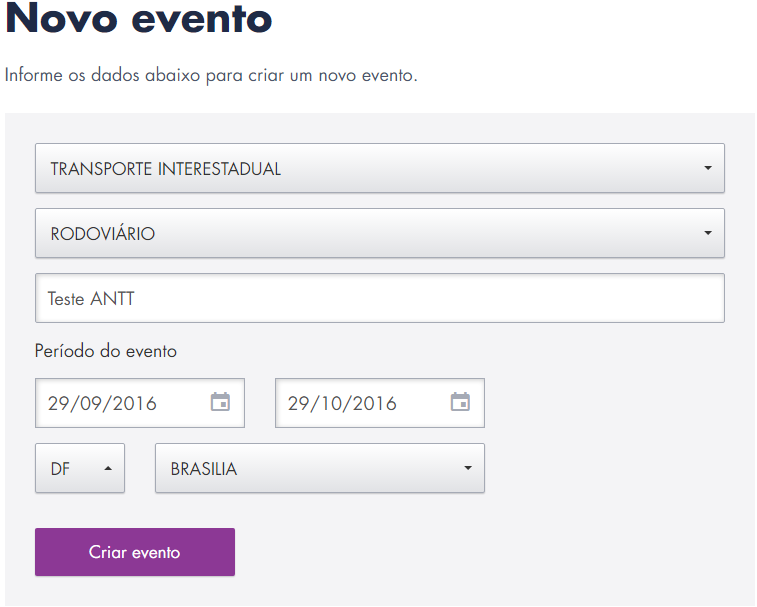 Novo evento
Informe os dados abaixo para criar um novo evento.
TRANSPORTE INTERESTADUAL
RODOVIÁRIO
Teste ANTT
Período do evento
29/09/2016 29/10/2016
DF BRASILIA
Criar evento